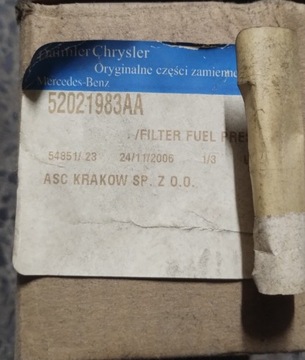 DaimlerChrysler
Oryginalne części zamienne
Mercedes-Benz
52021983AA
/FILTER FUEL PRE
54851/ 23 24/11/2006 1/3
ASC KRAKOW SP. Z O.O.